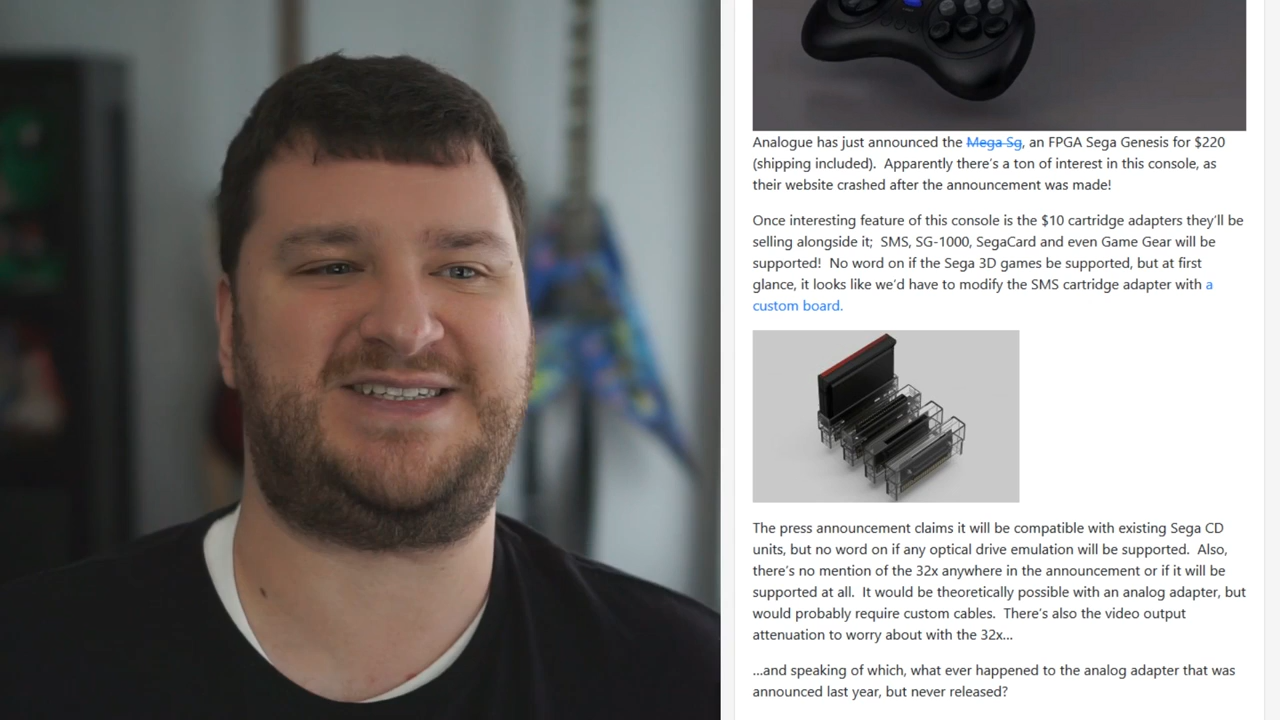 Analogue has just announced the Mega Sg, an FPGA Sega Genesis for $220
(shipping included).  Apparently there's a ton of interest in this console, as
their website crashed after the announcement was made!
Once interesting feature of this console is the $10 cartridge adapters they'll be
selling alongside it;  SMS, SG-1000, SegaCard and even Game Gear will be
supported!  No word on if the Sega 3D games be supported, but at first
glance, it looks like we'd have to modify the SMS cartridge adapter with a
custom board.
The press announcement claims it will be compatible with existing Sega CD
units, but no word on if any optical drive emulation will be supported.  Also,
there's no mention of the 32x anywhere in the announcement or if it will be
supported at all.  It would be theoretically possible with an analog adapter, but
would probably require custom cables.  There's also the video output
attenuation to worry about with the 32x...
...and speaking of which, what ever happened to the analog adapter that was
announced last year, but never released?